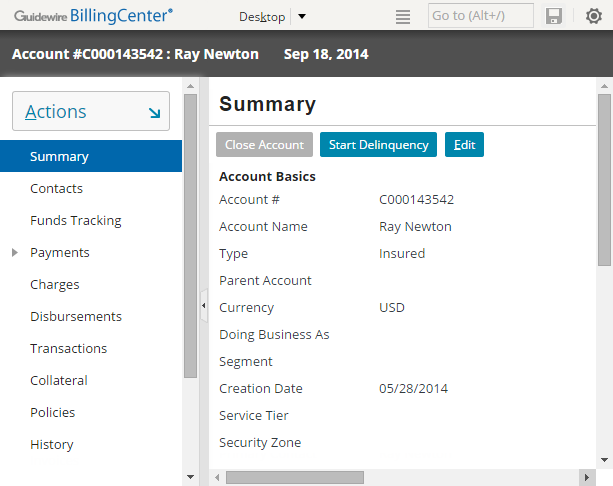 Guidewire BillingCenter® Desktop Go to (Alt+/)
Account #C000143542 : Ray Newton Sep 18, 2014
Actions
Summary
Contacts
Funds Tracking
Payments
Charges
Disbursements
Transactions
Collateral
Policies
History
Summary
Close Account Start Delinquency Edit
Account Basics
Account # C000143542
Account Name Ray Newton
Type Insured
Parent Account
Currency USD
Doing Business As
Segment
Creation Date 05/28/2014
Service Tier
Security Zone